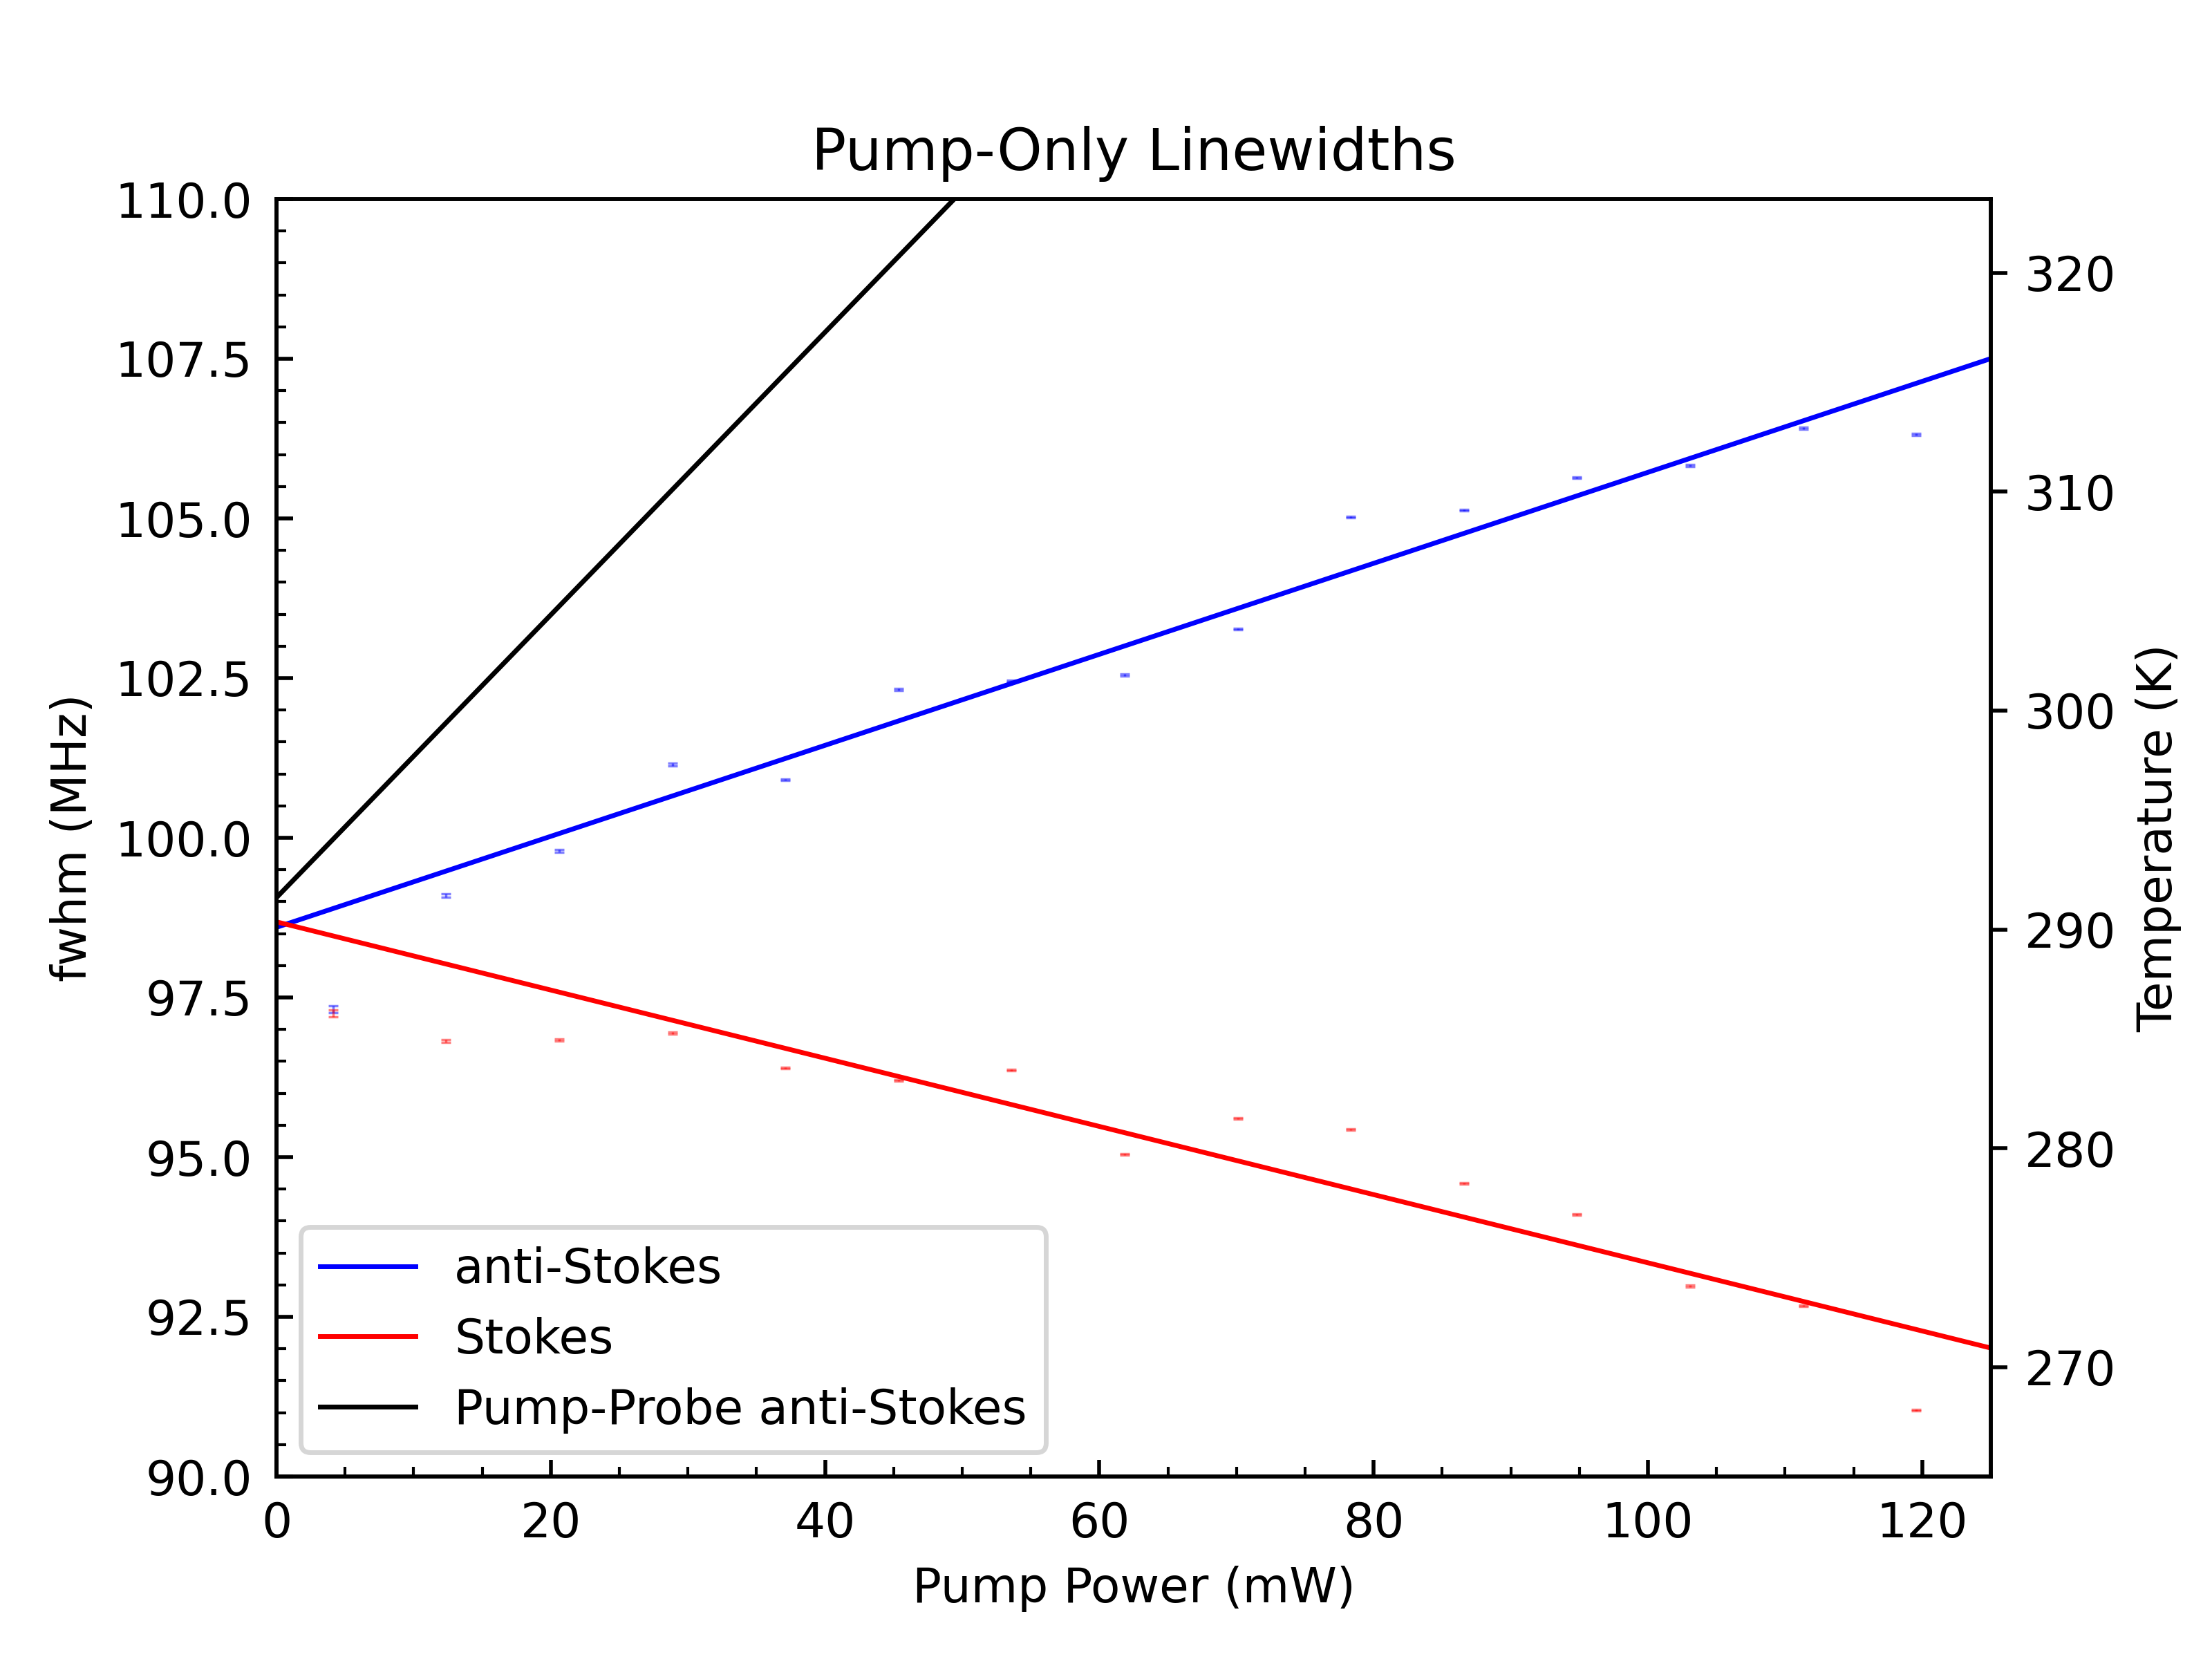 Pump-Only Linewidths
110.0
107.5
105.0
102.5
100.0
97.5
95.0
92.5
90.0
fwhm (MHz)
320
310
300
290
280
270
Temperature (K)
anti-Stokes
Stokes
Pump-Probe anti-Stokes
0 20 40 60 80 100 120
Pump Power (mW)